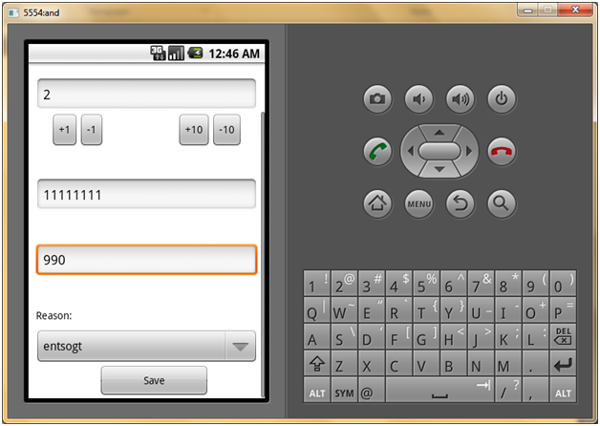 5554:and
3G
12:46 AM
2
+1 -1 +10 -10
11111111
990
Reason:
entsogt
Save
MENU
1 ! 2 @ 3 # 4 $ 5 % 6 ^ 7 & 8 * 9 ( 0 )
Q | W ~ E “ R ` T { Y } U _ I - O + P =
A S \ D ' F [ G ] H < J > K ; L : DEL
Z X C V B N M .
ALT SYM @ / ? , ALT